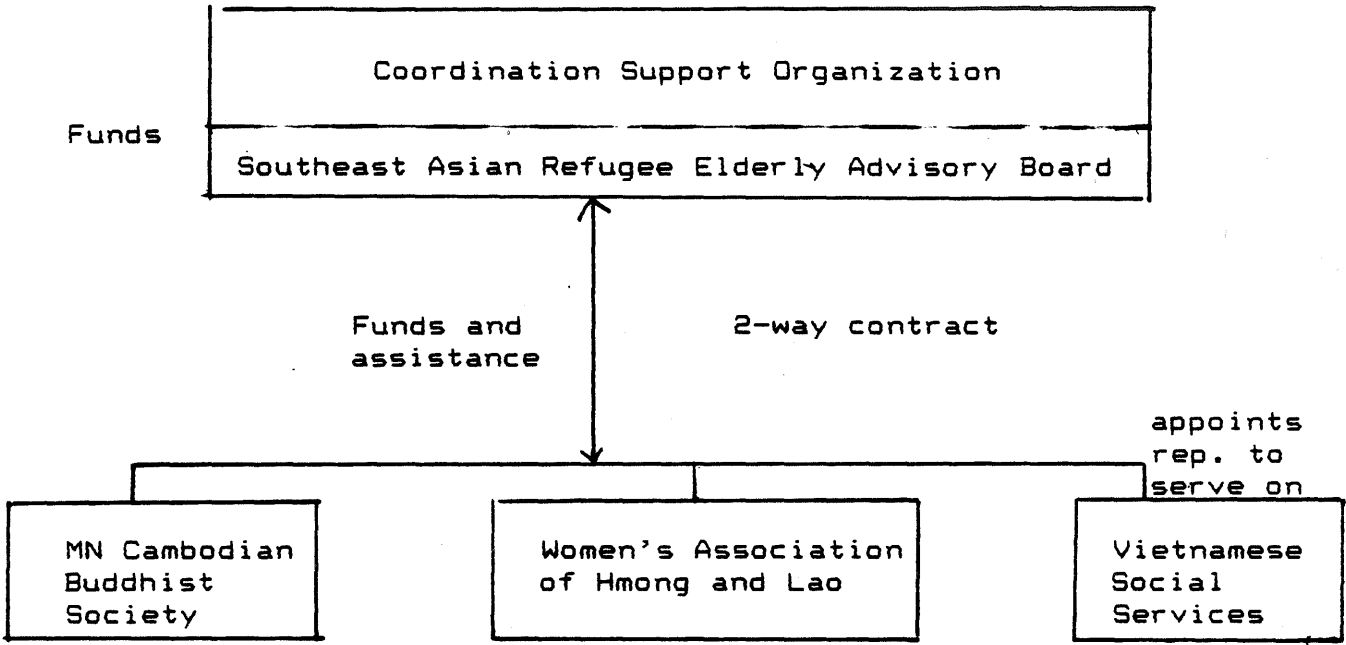 Coordination Support Organization
Funds
Southeast Asian Refugee Elderly Advisory Board
Funds and
assistance
2-way contract
appoints
rep. to
serve on
MN Cambodian
Buddhist
Society
Women's Association
of Hmong and Lao
Vietnamese
Social
Services